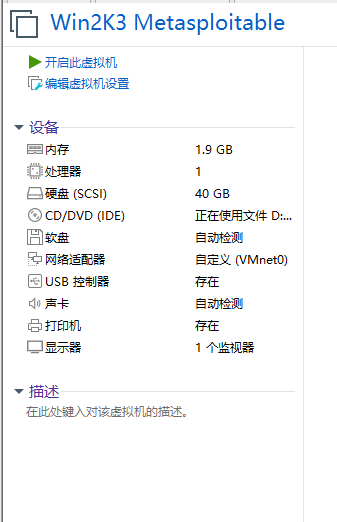 Win2K3 Metasploitable
开启此虚拟机
编辑虚拟机设置
设备
内存 1.9 GB
处理器 1
硬盘 (SCSI) 40 GB
CD/DVD (IDE) 正在使用文件 D:...
软盘 自动检测
网络适配器 自定义 (VMnet0)
USB 控制器 存在
声卡 自动检测
打印机 存在
显示器 1 个监视器
描述
在此处键入对该虚拟机的描述。